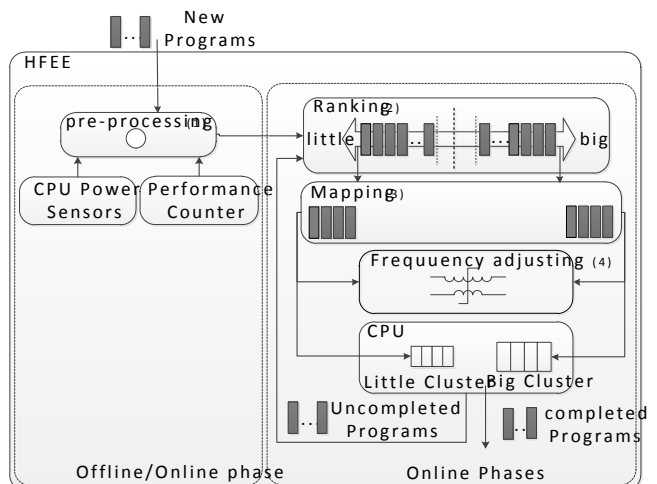 New
Programs
...
HFEE
pre-processing (1)
CPU Power
Sensors
Performance
Counter
Ranking (2)
little
..
...
big
Mapping (3)
Frequuency adjusting (4)
CPU
Little Cluster
Big Cluster
...
Uncompleted
Programs
..
completed
Programs
Offline/Online phase
Online Phases